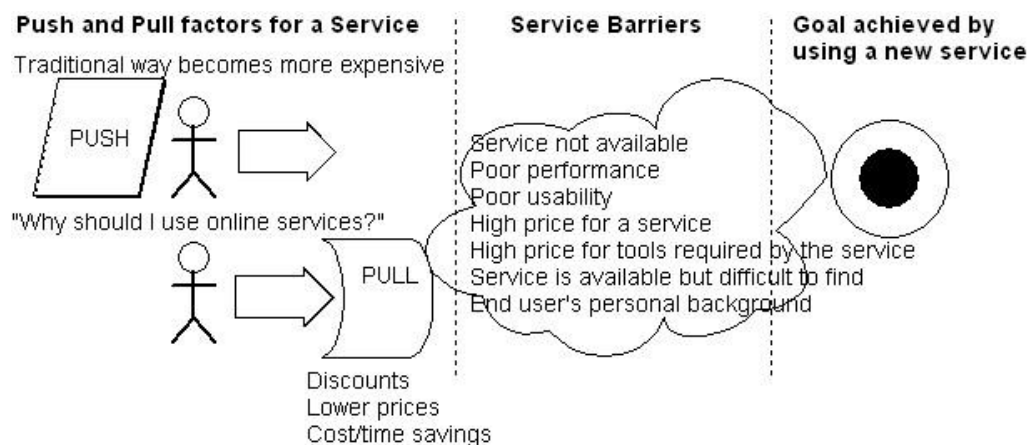 Push and Pull factors for a Service
Traditional way becomes more expensive
PUSH
"Why should I use online services?"
PULL
Discounts
Lower prices
Cost/time savings
Service Barriers
Service not available
Poor performance
Poor usability
High price for a service
High price for tools required by the service
Service is available but difficult to find
End user's personal background
Goal achieved by
using a new service